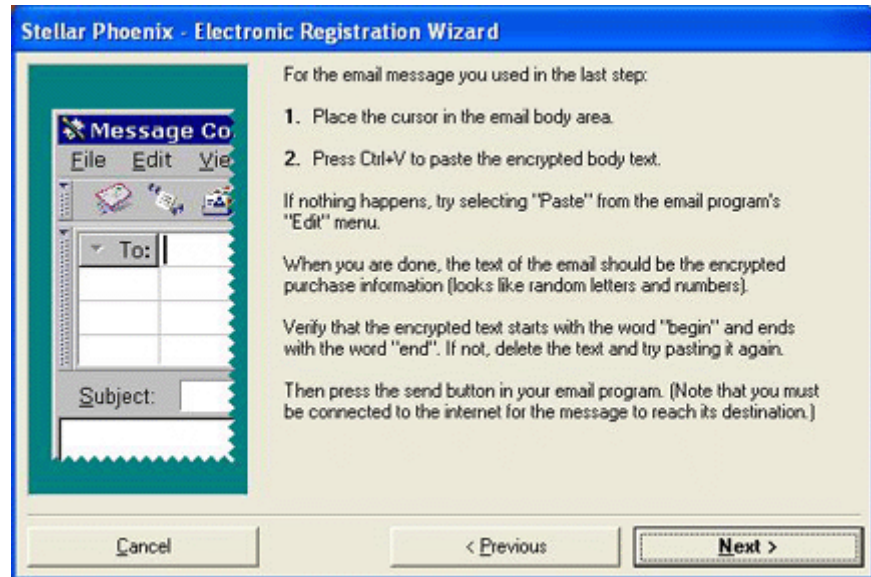 Stellar Phoenix - Electronic Registration Wizard
Message Co
File Edit Vie
To:
Subject:
For the email message you used in the last step:
1. Place the cursor in the email body area.
2. Press Ctrl+V to paste the encrypted body text.
If nothing happens, try selecting "Paste" from the email program's
"Edit" menu.
When you are done, the text of the email should be the encrypted
purchase information (looks like random letters and numbers).
Verify that the encrypted text starts with the word "begin" and ends
with the word "end". If not, delete the text and try pasting it again.
Then press the send button in your email program. (Note that you must
be connected to the internet for the message to reach its destination.)
Cancel
< Previous
Next >